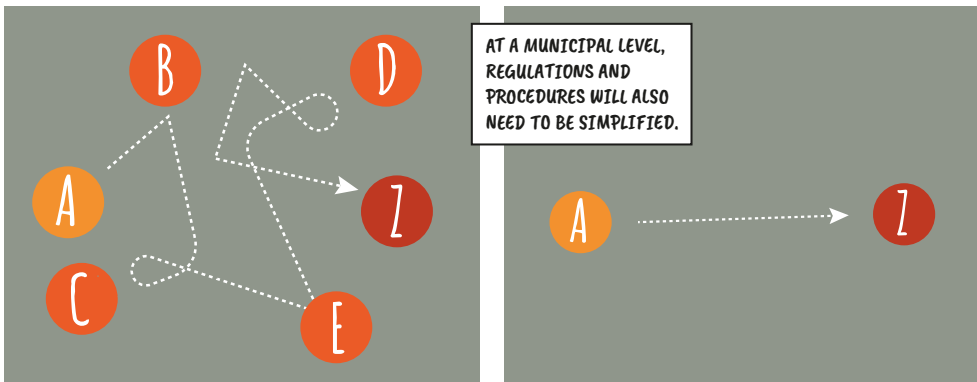 B
D
A
Z
C
E
AT A MUNICIPAL LEVEL,
REGULATIONS AND
PROCEDURES WILL ALSO
NEED TO BE SIMPLIFIED.
A
Z